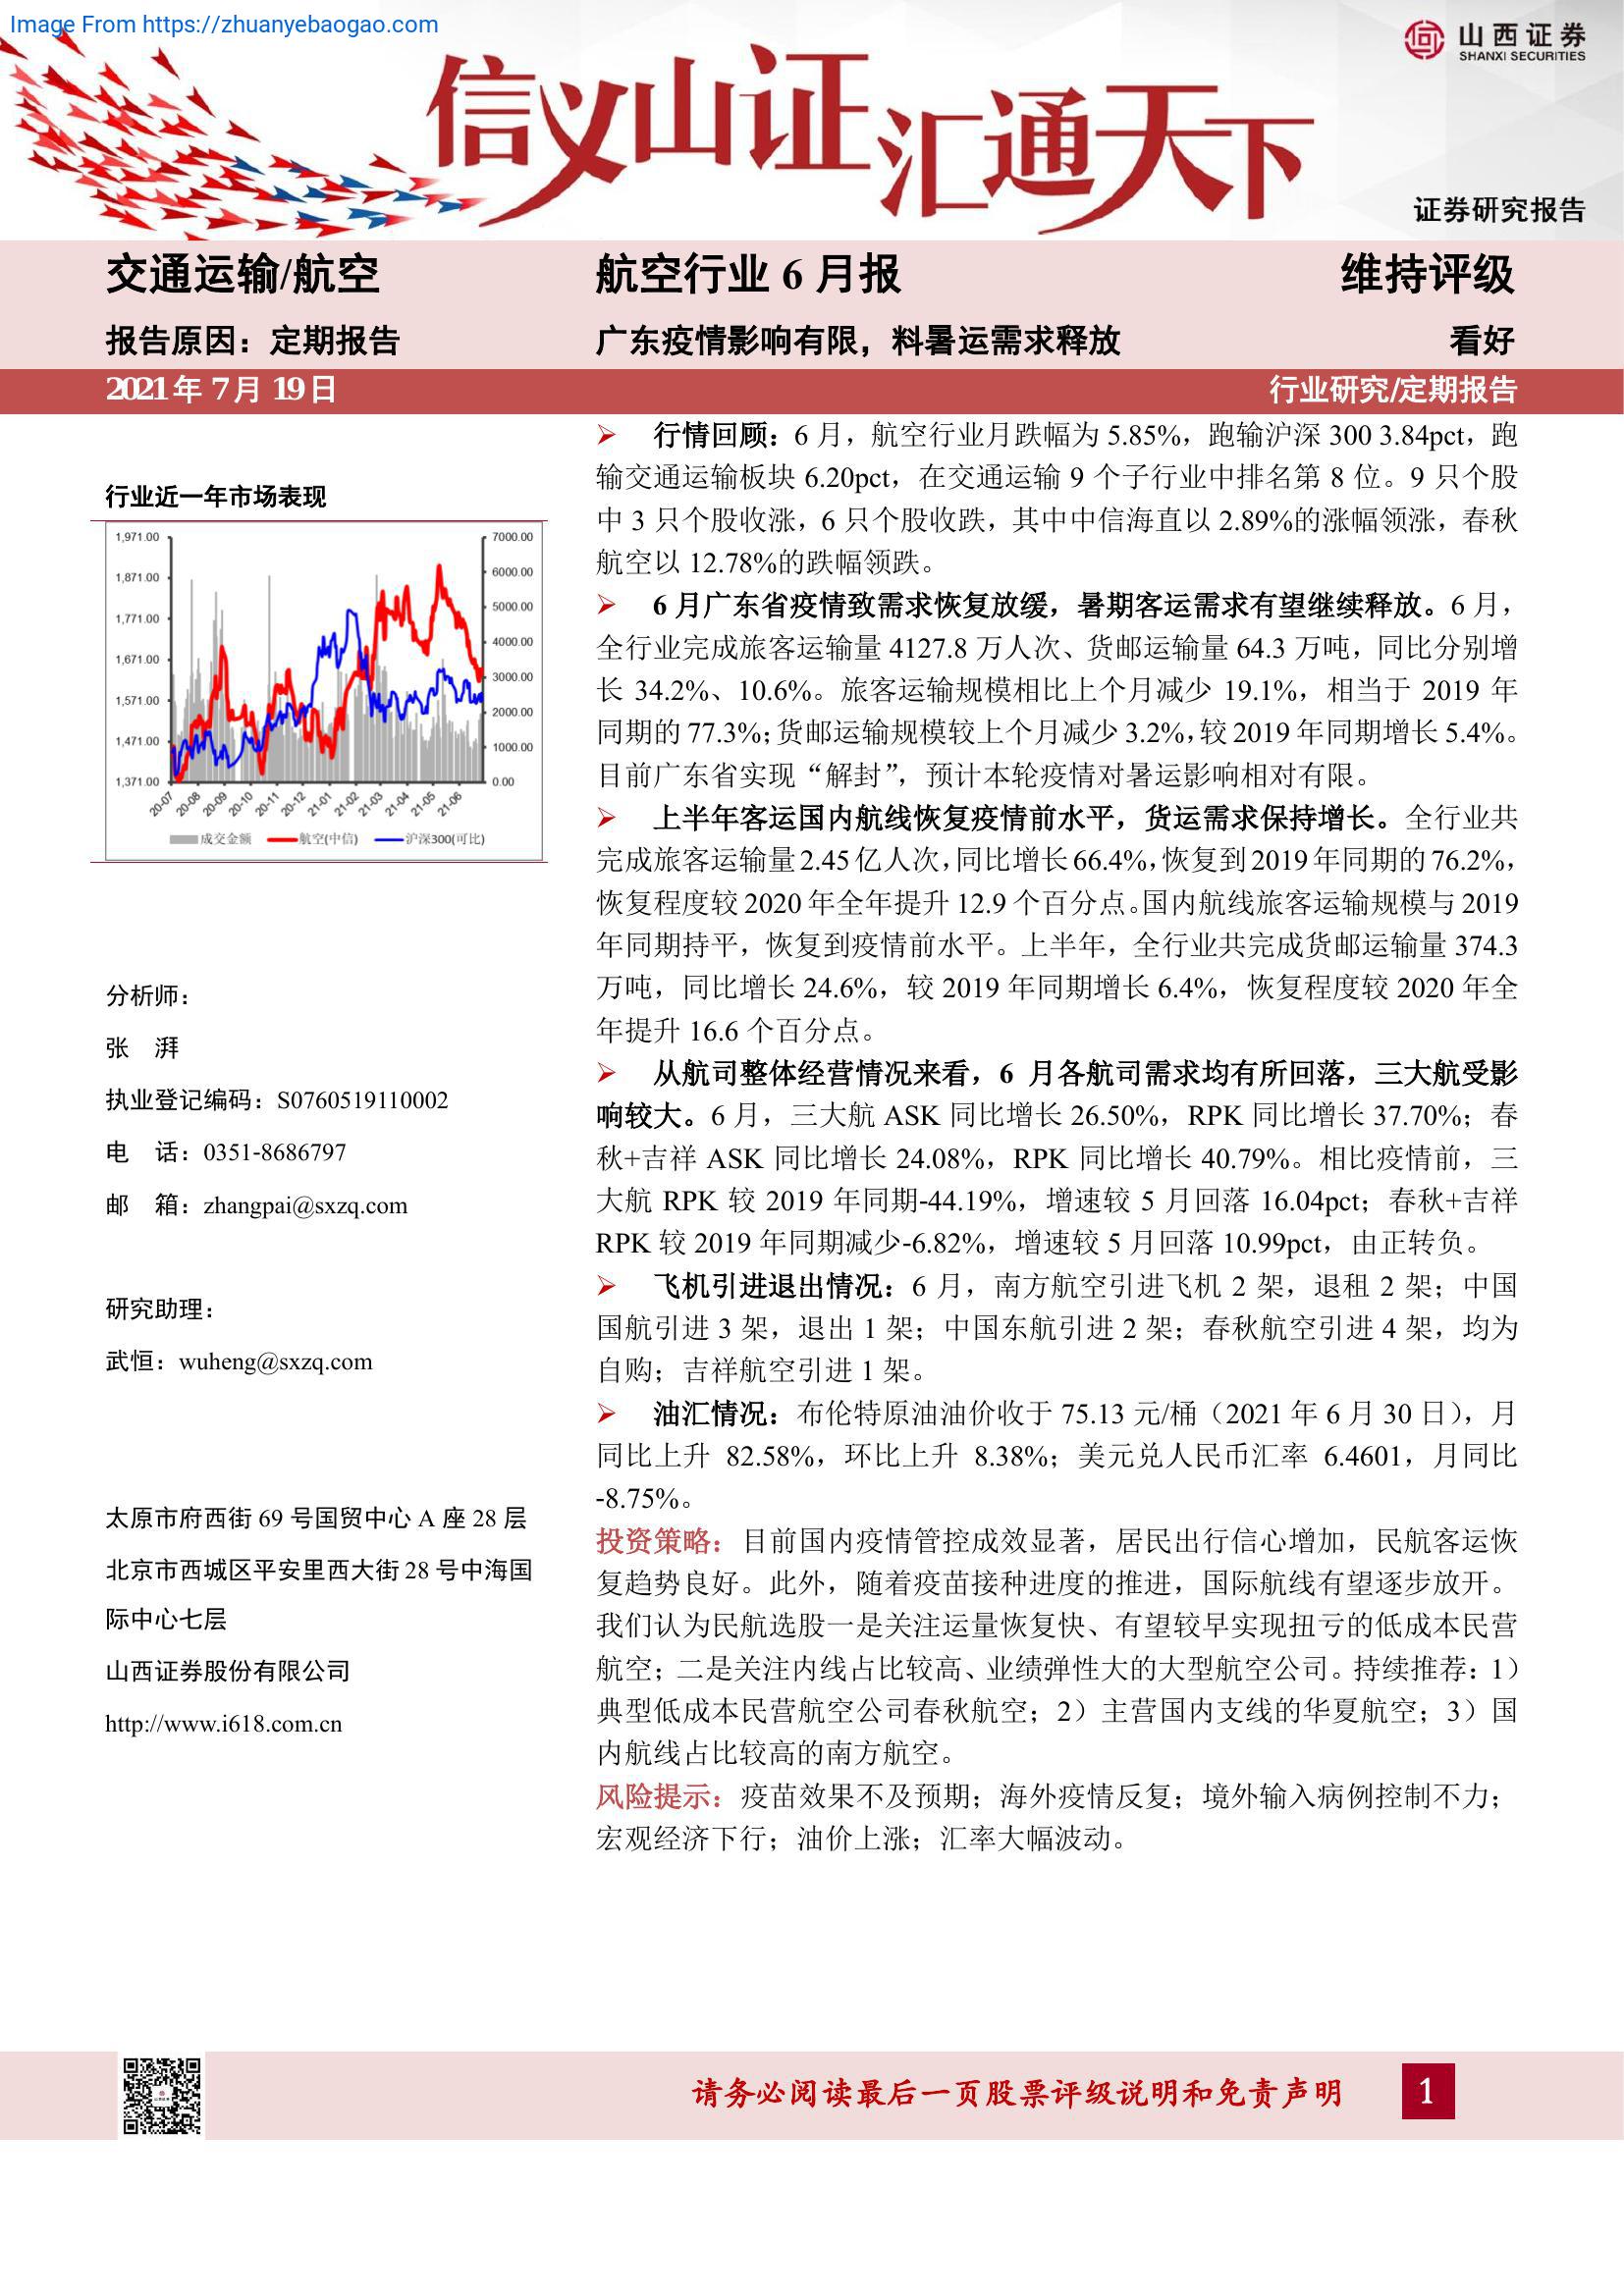 Image From https://zhuanyebaogao.com
山西证券
SHANXI SECURITIES
信义山证汇通天下
证券研究报告
交通运输/航空
航空行业 6 月报
维持评级
报告原因：定期报告
广东疫情影响有限，料暑运需求释放
看好
2021 年 7 月 19 日
行业研究/定期报告
行业近一年市场表现
1,971.00
1,871.00
1,771.00
1,671.00
1,571.00
1,471.00
1,371.00
7000.00
6000.00
5000.00
4000.00
3000.00
2000.00
1000.00
0.00
20-07
20-08
20-09
20-10
20-11
20-12
21-01
21-02
21-03
21-04
21-05
21-06
成交金额
航空(中信)
沪深300(可比)
分析师：
张 湃
执业登记编码：S0760519110002
电 话：0351-8686797
邮 箱：zhangpai@sxzq.com
研究助理：
武恒：wuheng@sxzq.com
太原市府西街 69 号国贸中心 A 座 28 层
北京市西城区平安里西大街 28 号中海国
际中心七层
山西证券股份有限公司
http://www.i618.com.cn
➢ 行情回顾：6 月，航空行业月跌幅为 5.85%，跑输沪深 300 3.84pct，跑
输交通运输板块 6.20pct，在交通运输 9 个子行业中排名第 8 位。9 只个股
中 3 只个股收涨，6 只个股收跌，其中中信海直以 2.89%的涨幅领涨，春秋
航空以 12.78%的跌幅领跌。
➢ 6 月广东省疫情致需求恢复放缓，暑期客运需求有望继续释放。6 月，
全行业完成旅客运输量 4127.8 万人次、货邮运输量 64.3 万吨，同比分别增
长 34.2%、10.6%。旅客运输规模相比上个月减少 19.1%，相当于 2019 年
同期的 77.3%；货邮运输规模较上个月减少 3.2%，较 2019 年同期增长 5.4%。
目前广东省实现“解封”，预计本轮疫情对暑运影响相对有限。
➢ 上半年客运国内航线恢复疫情前水平，货运需求保持增长。全行业共
完成旅客运输量 2.45 亿人次，同比增长 66.4%，恢复到 2019 年同期的 76.2%，
恢复程度较 2020 年全年提升 12.9 个百分点。国内航线旅客运输规模与 2019
年同期持平，恢复到疫情前水平。上半年，全行业共完成货邮运输量 374.3
万吨，同比增长 24.6%，较 2019 年同期增长 6.4%，恢复程度较 2020 年全
年提升 16.6 个百分点。
➢ 从航司整体经营情况来看，6 月各航司需求均有所回落，三大航受影
响较大。6 月，三大航 ASK 同比增长 26.50%，RPK 同比增长 37.70%；春
秋+吉祥 ASK 同比增长 24.08%，RPK 同比增长 40.79%。相比疫情前，三
大航 RPK 较 2019 年同期-44.19%，增速较 5 月回落 16.04pct；春秋+吉祥
RPK 较 2019 年同期减少-6.82%，增速较 5 月回落 10.99pct，由正转负。
➢ 飞机引进退出情况：6 月，南方航空引进飞机 2 架，退租 2 架；中国
国航引进 3 架，退出 1 架；中国东航引进 2 架；春秋航空引进 4 架，均为
自购；吉祥航空引进 1 架。
➢ 油汇情况：布伦特原油油价收于 75.13 元/桶（2021 年 6 月 30 日），月
同比上升 82.58%，环比上升 8.38%；美元兑人民币汇率 6.4601，月同比
-8.75%。
投资策略：目前国内疫情管控成效显著，居民出行信心增加，民航客运恢
复趋势良好。此外，随着疫苗接种进度的推进，国际航线有望逐步放开。
我们认为民航选股一是关注运量恢复快、有望较早实现扭亏的低成本民营
航空；二是关注内线占比较高、业绩弹性大的大型航空公司。持续推荐：1）
典型低成本民营航空公司春秋航空；2）主营国内支线的华夏航空；3）国
内航线占比较高的南方航空。
风险提示：疫苗效果不及预期；海外疫情反复；境外输入病例控制不力；
宏观经济下行；油价上涨；汇率大幅波动。
请务必阅读最后一页股票评级说明和免责声明
1